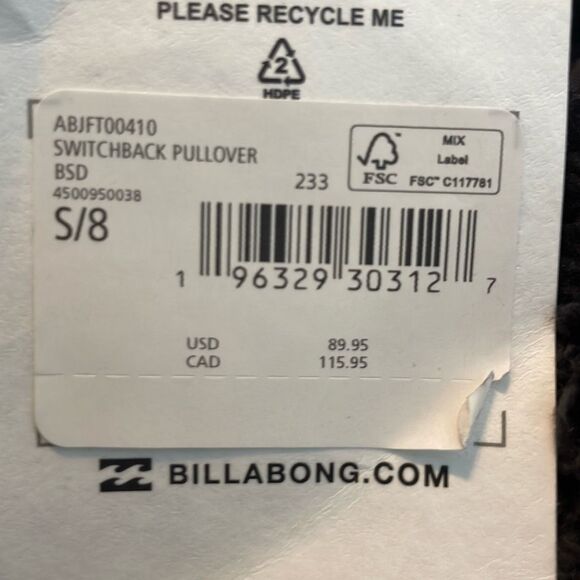 PLEASE RECYCLE ME
2
HDPE
ABJFT00410
SWITCHBACK PULLOVER
BSD
4500950038
S/8
233
FSC
MIX
Label
FSC™ C117781
1 96329 30312 7
USD 89.95
CAD 115.95
BILLABONG.COM